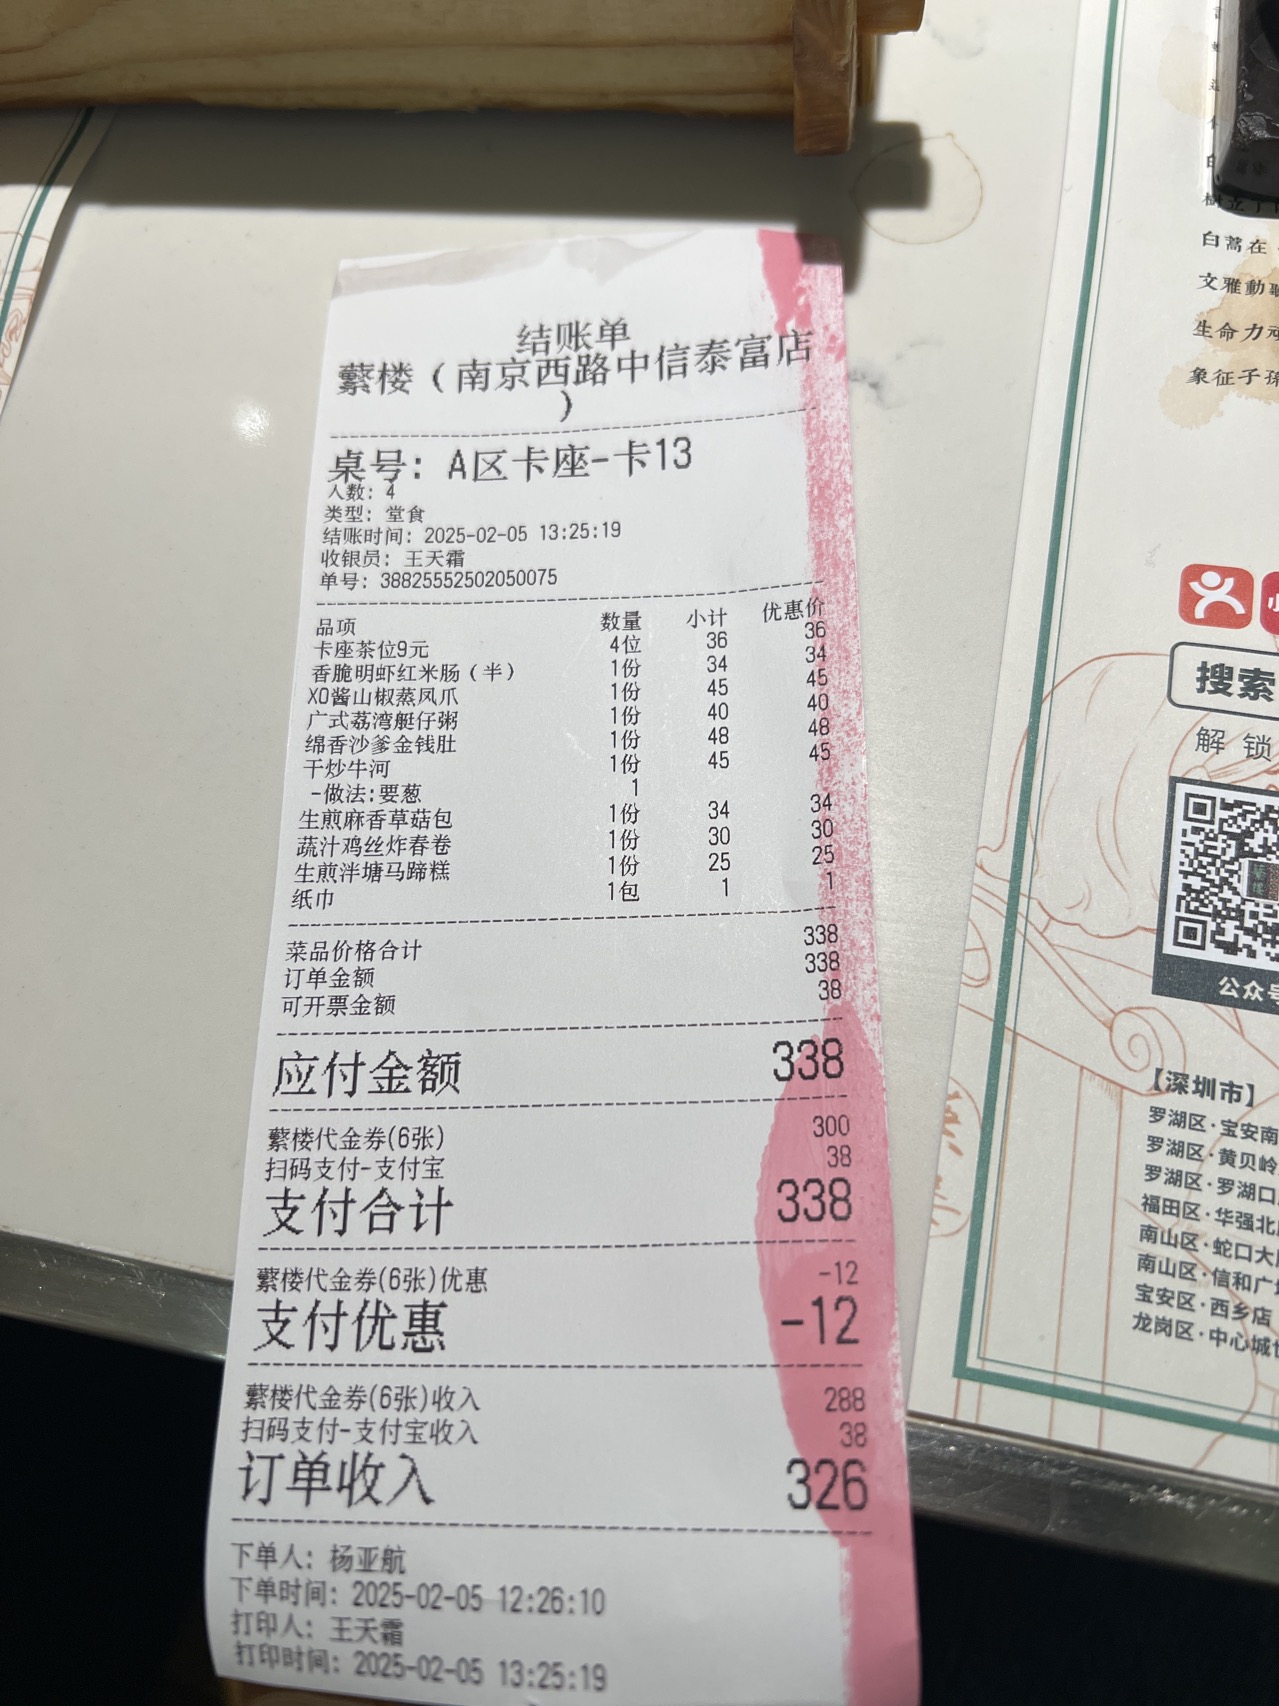 结账单
蘩楼（南京西路中信泰富店
）
桌号：A区卡座-卡13
人数：4
类型：堂食
结账时间：2025-02-05 13:25:19
收银员：王天霜
单号：38825552502050075
品项 数量 小计 优惠价
卡座茶位9元 4位 36 36
香脆明虾红米肠（半） 1份 34 34
XO酱山椒蒸凤爪 1份 45 45
广式荔湾艇仔粥 1份 40 40
绵香沙爹金钱肚 1份 48 48
干炒牛河 1份 45 45
-做法:要葱 1
生煎麻香草菇包 1份 34 34
蔬汁鸡丝炸春卷 1份 30 30
生煎泮塘马蹄糕 1份 25 25
纸巾 1包 1 1
菜品价格合计 338
订单金额 338
可开票金额 38
应付金额 338
蘩楼代金券(6张) 300
扫码支付-支付宝 38
支付合计 338
蘩楼代金券(6张)优惠 -12
支付优惠 -12
蘩楼代金券(6张)收入 288
扫码支付-支付宝收入 38
订单收入 326
下单人：杨亚航
下单时间：2025-02-05 12:26:10
打印人：王天霜
打印时间：2025-02-05 13:25:19
白蒿在
文雅動
生命力
象征子孫
搜索
解锁
公众号
【深圳市】
罗湖区·宝安南
罗湖区·黄贝岭
罗湖区·罗湖口
福田区·华强北
南山区·蛇口大
南山区·信和广
宝安区·西乡店
龙岗区·中心城